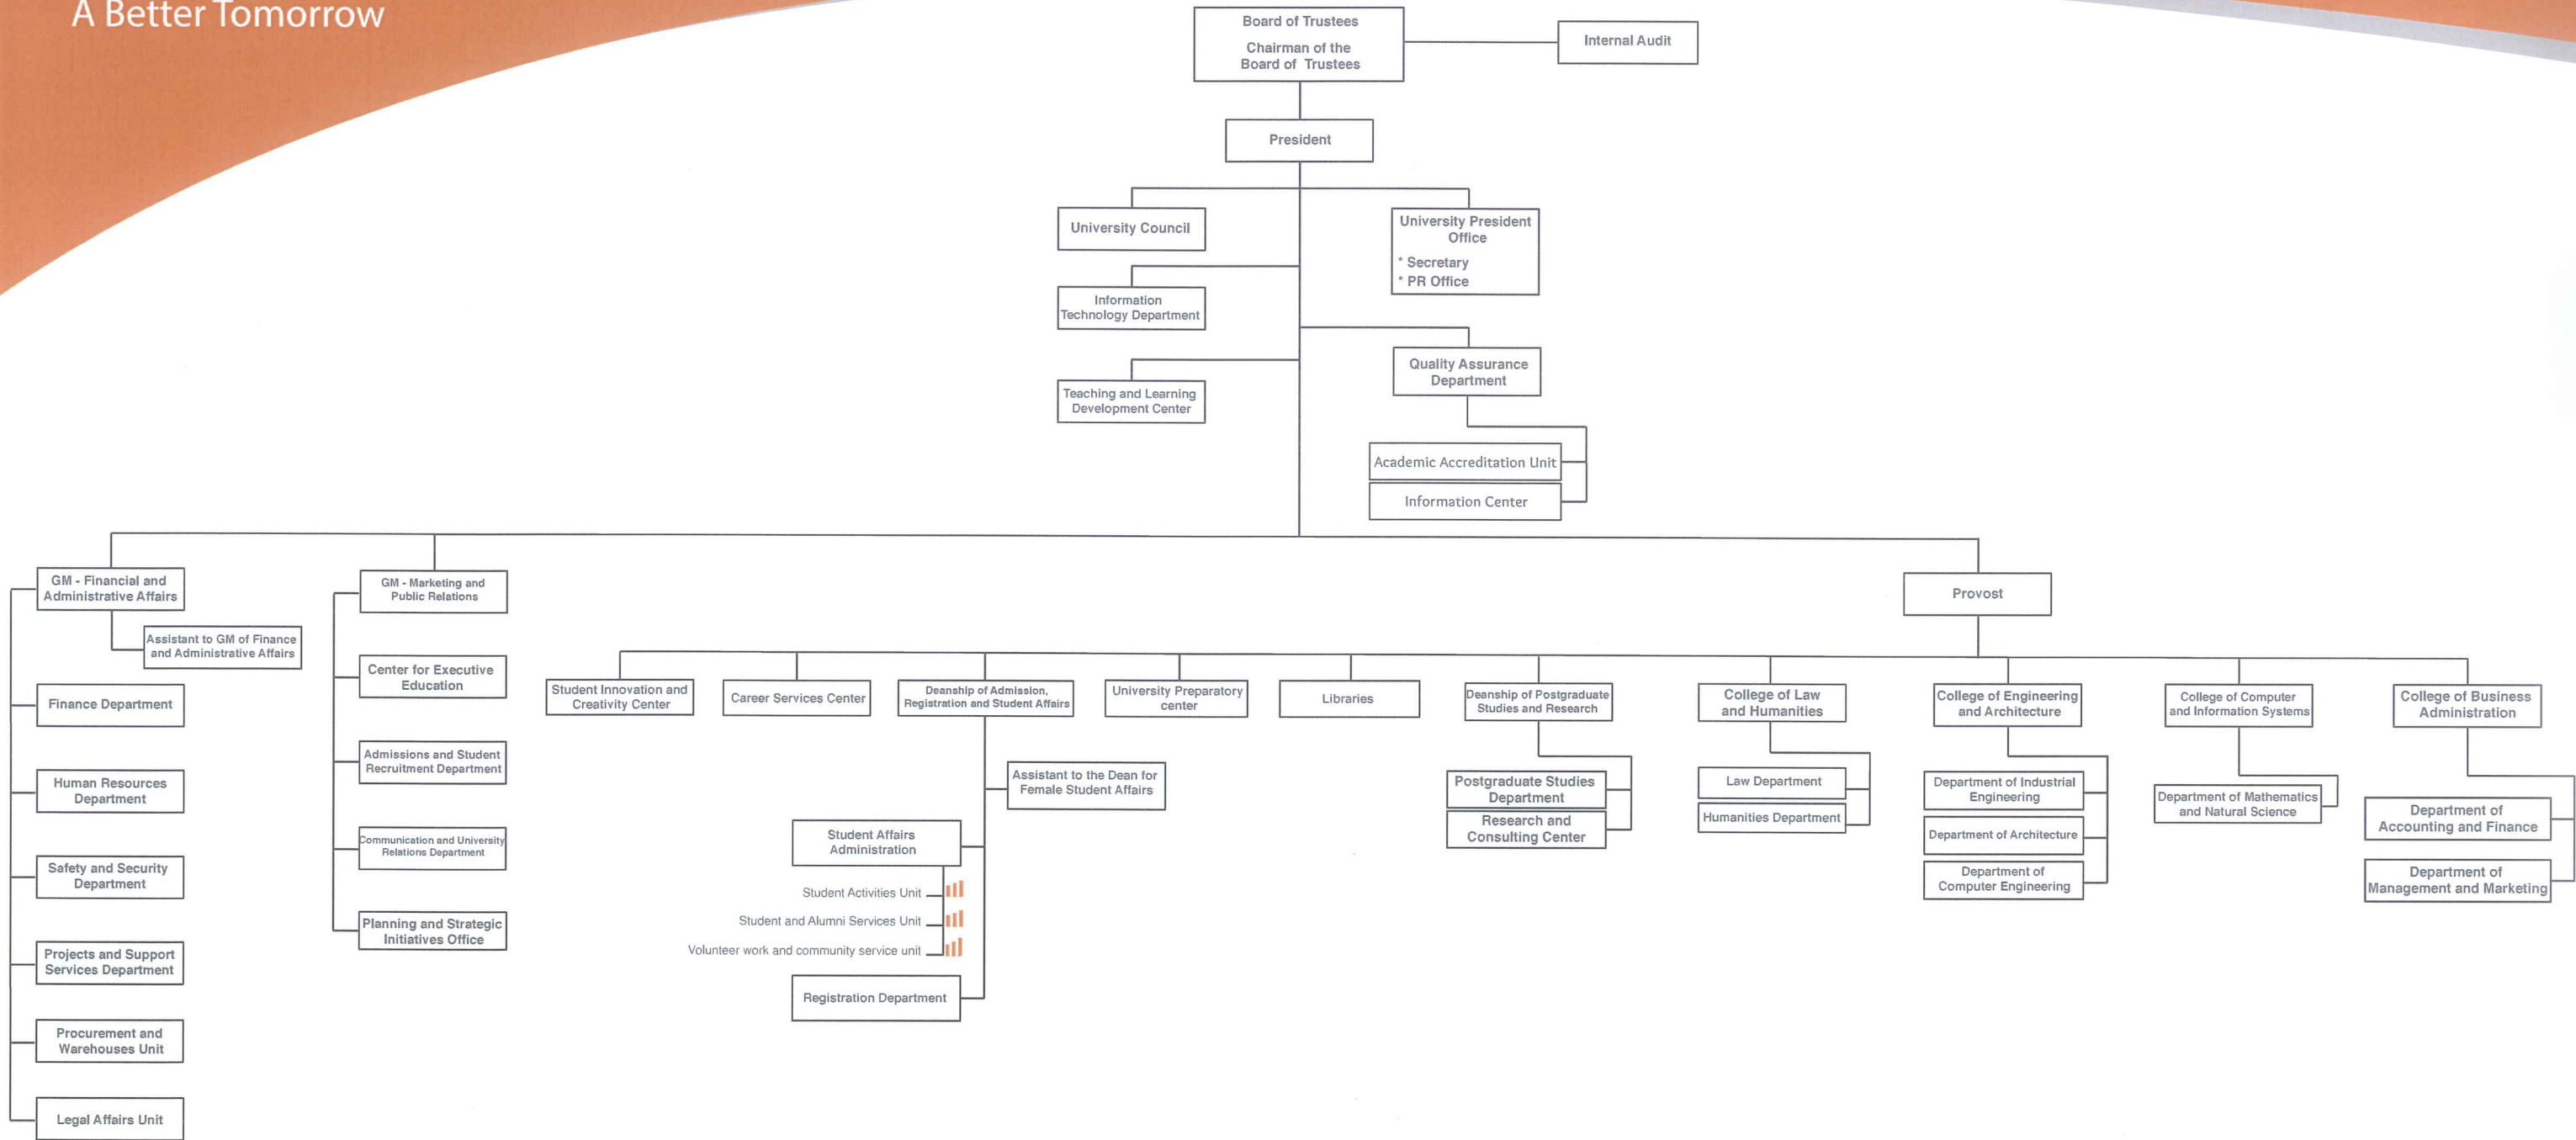 A Better Tomorrow
Board of Trustees
Chairman of the
Board of Trustees
Internal Audit
President
University Council
University President
Office
* Secretary
* PR Office
Information
Technology Department
Quality Assurance
Department
Teaching and Learning
Development Center
Academic Accreditation Unit
Information Center
GM - Financial and
Administrative Affairs
Assistant to GM of Finance
and Administrative Affairs
Finance Department
Human Resources
Department
Safety and Security
Department
Projects and Support
Services Department
Procurement and
Warehouses Unit
Legal Affairs Unit
GM - Marketing and
Public Relations
Center for Executive
Education
Admissions and Student
Recruitment Department
Communication and University
Relations Department
Planning and Strategic
Initiatives Office
Provost
Student Innovation and
Creativity Center
Career Services Center
Deanship of Admission,
Registration and Student Affairs
Assistant to the Dean for
Female Student Affairs
Student Affairs
Administration
Student Activities Unit
Student and Alumni Services Unit
Volunteer work and community service unit
Registration Department
University Preparatory
center
Libraries
Deanship of Postgraduate
Studies and Research
Postgraduate Studies
Department
Research and
Consulting Center
College of Law
and Humanities
Law Department
Humanities Department
College of Engineering
and Architecture
Department of Industrial
Engineering
Department of Architecture
Department of
Computer Engineering
College of Computer
and Information Systems
Department of Mathematics
and Natural Science
College of Business
Administration
Department of
Accounting and Finance
Department of
Management and Marketing